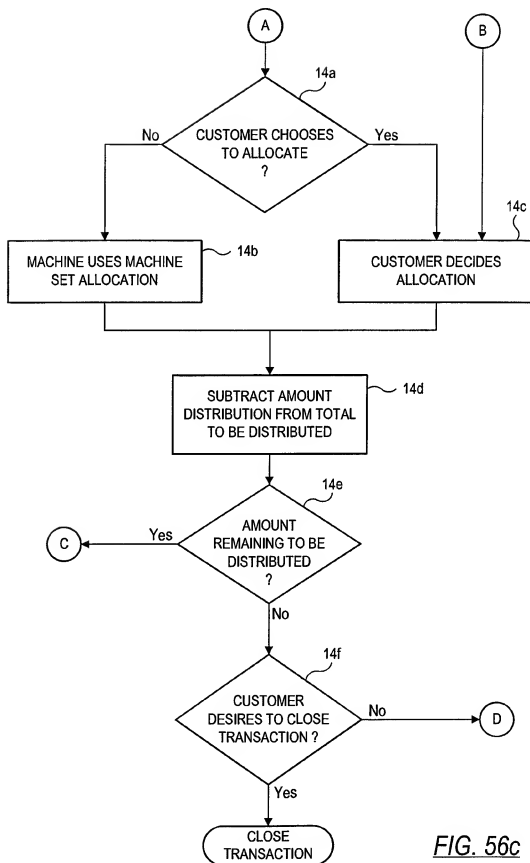 A
B
14a
No
CUSTOMER CHOOSES
TO ALLOCATE
?
Yes
14b
14c
MACHINE USES MACHINE
SET ALLOCATION
CUSTOMER DECIDES
ALLOCATION
14d
SUBTRACT AMOUNT
DISTRIBUTION FROM TOTAL
TO BE DISTRIBUTED
14e
C
Yes
AMOUNT
REMAINING TO BE
DISTRIBUTED
?
No
14f
CUSTOMER
DESIRES TO CLOSE
TRANSACTION ?
No
D
Yes
CLOSE
TRANSACTION
FIG. 56c